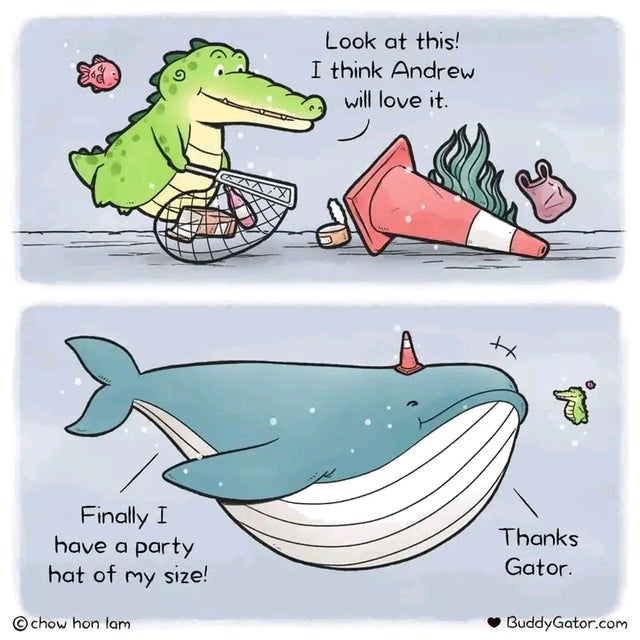 Look at this!
I think Andrew
will love it.
Finally I
have a party
hat of my size!
Thanks
Gator.
© chow hon lam
BuddyGator.com